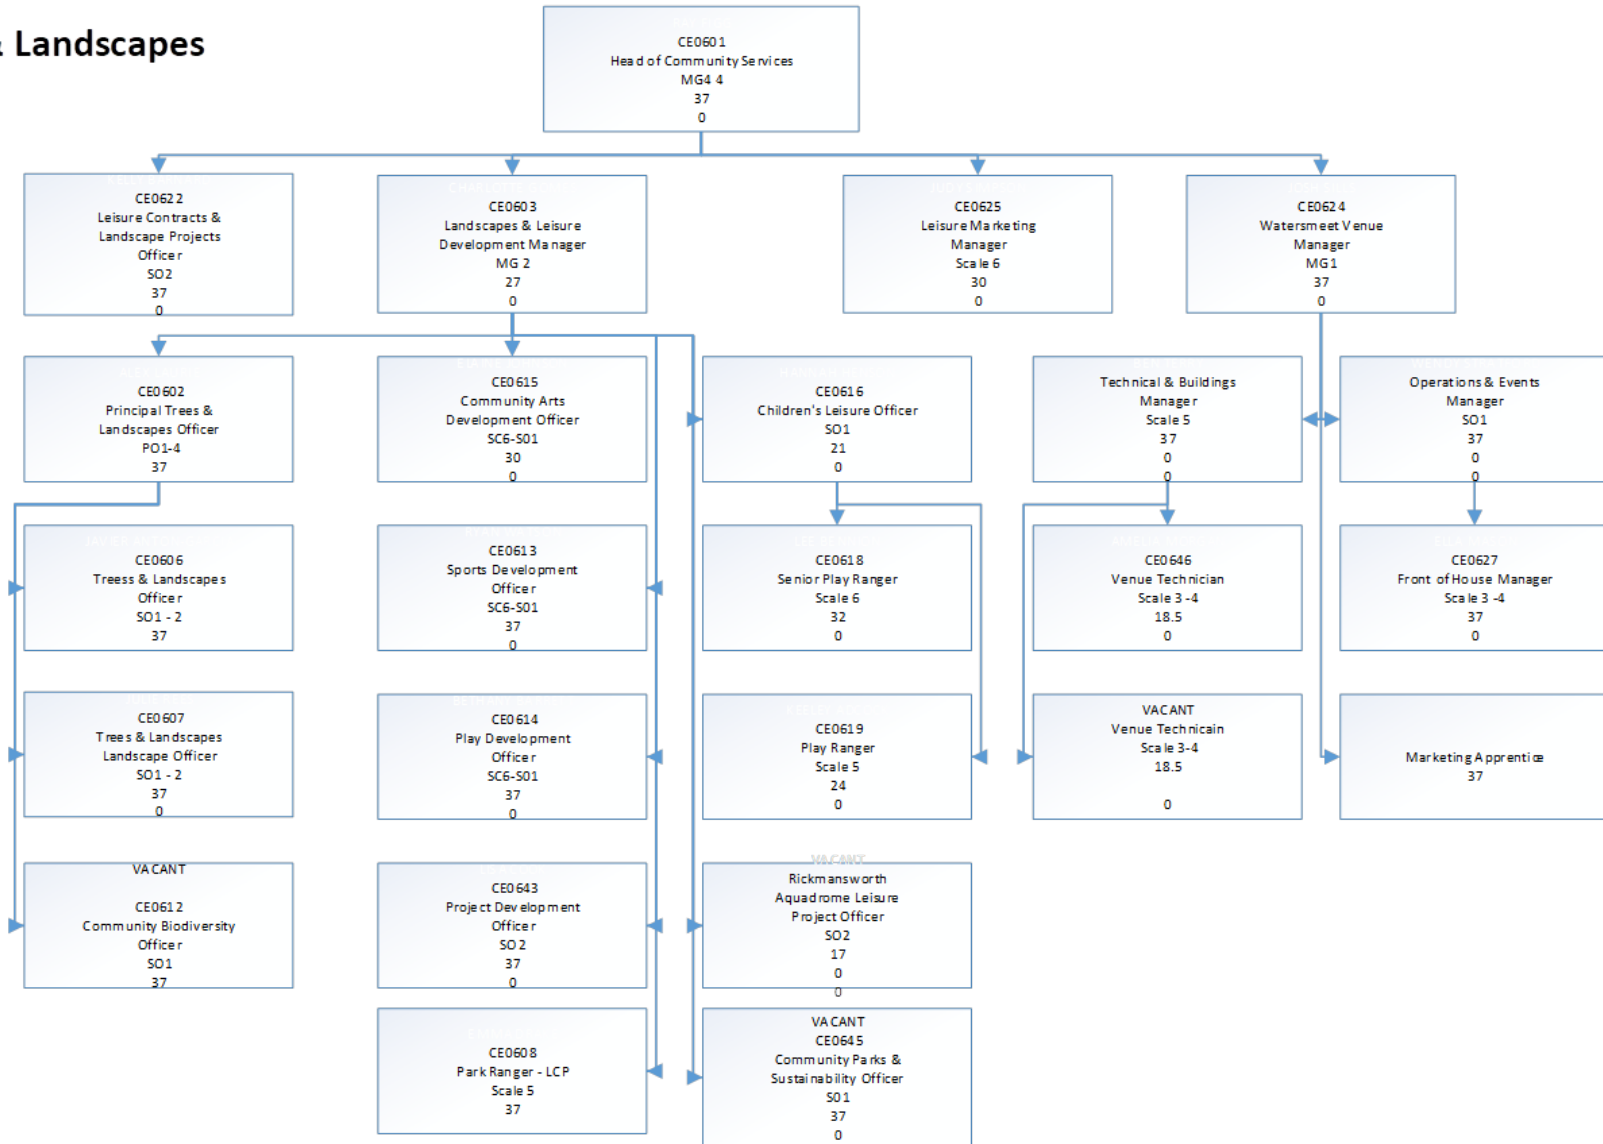 & Landscapes
CE0601
Head of Community Services
MG4 4
37
0
CE0622
Leisure Contracts &
Landscape Projects
Officer
SO2
37
0
CE0603
Landscapes & Leisure
Development Manager
MG 2
27
0
CE0625
Leisure Marketing
Manager
Scale 6
30
0
CE0624
Watersmeet Venue
Manager
MG1
37
0
CE0602
Principal Trees &
Landscapes Officer
PO1-4
37
CE0615
Community Arts
Development Officer
SC6-S01
30
0
CE0616
Children's Leisure Officer
SO1
21
0
Technical & Buildings
Manager
Scale 5
37
0
0
Operations & Events
Manager
SO1
37
0
0
CE0606
Treess & Landscapes
Officer
SO1 - 2
37
CE0613
Sports Development
Officer
SC6-S01
37
0
CE0618
Senior Play Ranger
Scale 6
32
0
CE0646
Venue Technician
Scale 3 -4
18.5
0
CE0627
Front of House Manager
Scale 3 -4
37
0
CE0607
Trees & Landscapes
Landscape Officer
SO1 - 2
37
0
CE0614
Play Development
Officer
SC6-S01
37
0
CE0619
Play Ranger
Scale 5
24
0
VACANT
Venue Technicain
Scale 3-4
18.5
0
Marketing Apprentice
37
VACANT
CE0612
Community Biodiversity
Officer
SO1
37
CE0643
Project Development
Officer
SO2
37
0
VACANT
Rickmansworth
Aquadrome Leisure
Project Officer
SO2
17
0
0
CE0608
Park Ranger - LCP
Scale 5
37
VACANT
CE0645
Community Parks &
Sustainability Officer
S01
37
0